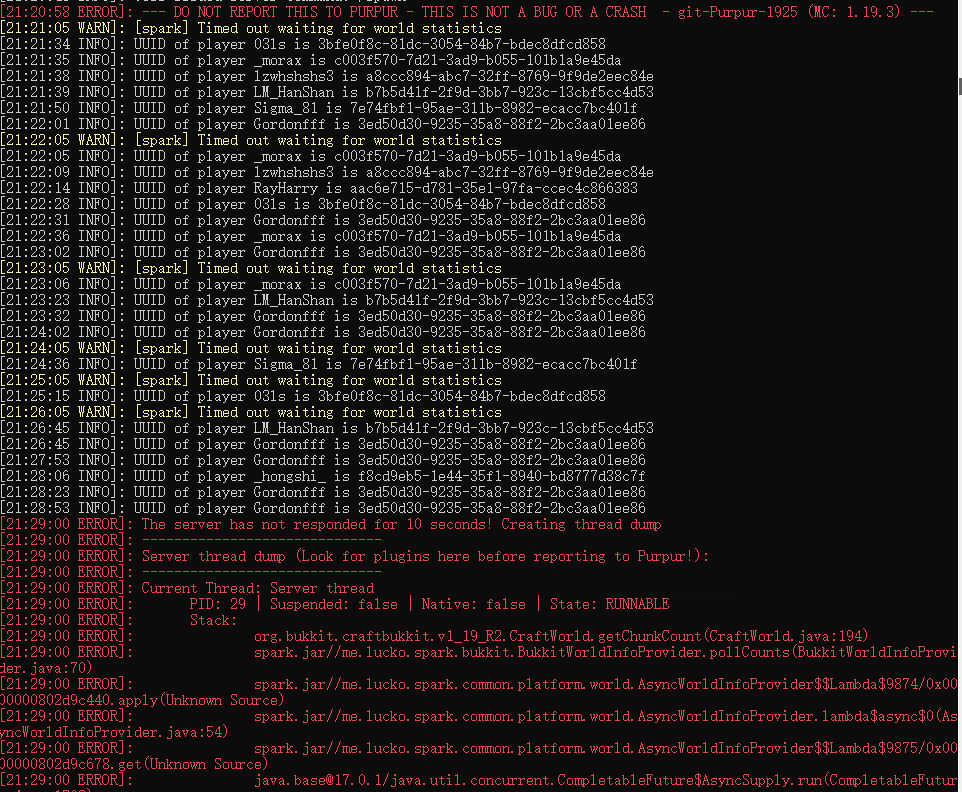 [21:20:58 ERROR]: --- DO NOT REPORT THIS TO PURPUR - THIS IS NOT A BUG OR A CRASH  - git-Purpur-1925 (MC: 1.19.3) ---
[21:21:05 WARN]: [spark] Timed out waiting for world statistics
[21:21:34 INFO]: UUID of player 031s is 3bfe0f8c-81dc-3054-84b7-bdec8dfcd858
[21:21:35 INFO]: UUID of player _morax is c003f570-7d21-3ad9-b055-101b1a9e45da
[21:21:38 INFO]: UUID of player lzwhshshs3 is a8ccc894-abc7-32ff-8769-9f9de2eec84e
[21:21:39 INFO]: UUID of player LM_HanShan is b7b5d41f-2f9d-3bb7-923c-13cbf5cc4d53
[21:21:50 INFO]: UUID of player Sigma_81 is 7e74fbf1-95ae-311b-8982-ecacc7bc401f
[21:22:01 INFO]: UUID of player Gordonfff is 3ed50d30-9235-35a8-88f2-2bc3aa01ee86
[21:22:05 WARN]: [spark] Timed out waiting for world statistics
[21:22:05 INFO]: UUID of player _morax is c003f570-7d21-3ad9-b055-101b1a9e45da
[21:22:09 INFO]: UUID of player lzwhshshs3 is a8ccc894-abc7-32ff-8769-9f9de2eec84e
[21:22:14 INFO]: UUID of player RayHarry is aac6e715-d781-35e1-97fa-ccec4c866383
[21:22:28 INFO]: UUID of player 031s is 3bfe0f8c-81dc-3054-84b7-bdec8dfcd858
[21:22:31 INFO]: UUID of player Gordonfff is 3ed50d30-9235-35a8-88f2-2bc3aa01ee86
[21:22:36 INFO]: UUID of player _morax is c003f570-7d21-3ad9-b055-101b1a9e45da
[21:23:02 INFO]: UUID of player Gordonfff is 3ed50d30-9235-35a8-88f2-2bc3aa01ee86
[21:23:05 WARN]: [spark] Timed out waiting for world statistics
[21:23:06 INFO]: UUID of player _morax is c003f570-7d21-3ad9-b055-101b1a9e45da
[21:23:23 INFO]: UUID of player LM_HanShan is b7b5d41f-2f9d-3bb7-923c-13cbf5cc4d53
[21:23:32 INFO]: UUID of player Gordonfff is 3ed50d30-9235-35a8-88f2-2bc3aa01ee86
[21:24:02 INFO]: UUID of player Gordonfff is 3ed50d30-9235-35a8-88f2-2bc3aa01ee86
[21:24:05 WARN]: [spark] Timed out waiting for world statistics
[21:24:36 INFO]: UUID of player Sigma_81 is 7e74fbf1-95ae-311b-8982-ecacc7bc401f
[21:25:05 WARN]: [spark] Timed out waiting for world statistics
[21:25:15 INFO]: UUID of player 031s is 3bfe0f8c-81dc-3054-84b7-bdec8dfcd858
[21:26:05 WARN]: [spark] Timed out waiting for world statistics
[21:26:45 INFO]: UUID of player LM_HanShan is b7b5d41f-2f9d-3bb7-923c-13cbf5cc4d53
[21:26:45 INFO]: UUID of player Gordonfff is 3ed50d30-9235-35a8-88f2-2bc3aa01ee86
[21:27:53 INFO]: UUID of player Gordonfff is 3ed50d30-9235-35a8-88f2-2bc3aa01ee86
[21:28:06 INFO]: UUID of player _hongshi_ is f8cd9eb5-1e44-35f1-8940-bd8777d38c7f
[21:28:23 INFO]: UUID of player Gordonfff is 3ed50d30-9235-35a8-88f2-2bc3aa01ee86
[21:28:53 INFO]: UUID of player Gordonfff is 3ed50d30-9235-35a8-88f2-2bc3aa01ee86
[21:29:00 ERROR]: The server has not responded for 10 seconds! Creating thread dump
[21:29:00 ERROR]: ------------------------------
[21:29:00 ERROR]: Server thread dump (Look for plugins here before reporting to Purpur!):
[21:29:00 ERROR]: ------------------------------
[21:29:00 ERROR]: Current Thread: Server thread
[21:29:00 ERROR]: PID: 29 | Suspended: false | Native: false | State: RUNNABLE
[21:29:00 ERROR]: Stack:
[21:29:00 ERROR]: org.bukkit.craftbukkit.v1_19_R2.CraftWorld.getChunkCount(CraftWorld.java:194)
[21:29:00 ERROR]: spark.jar//me.lucko.spark.bukkit.BukkitWorldInfoProvider.pollCounts(BukkitWorldInfoProvi
der.java:70)
[21:29:00 ERROR]: spark.jar//me.lucko.spark.common.platform.world.AsyncWorldInfoProvider$$Lambda$9874/0x00
00000802d9c440.apply(Unknown Source)
[21:29:00 ERROR]: spark.jar//me.lucko.spark.common.platform.world.AsyncWorldInfoProvider.lambda$async$0(As
yncWorldInfoProvider.java:54)
[21:29:00 ERROR]: spark.jar//me.lucko.spark.common.platform.world.AsyncWorldInfoProvider$$Lambda$9875/0x00
00000802d9c678.get(Unknown Source)
[21:29:00 ERROR]: java.base@17.0.1/java.util.concurrent.CompletableFuture$AsyncSupply.run(CompletableFutur